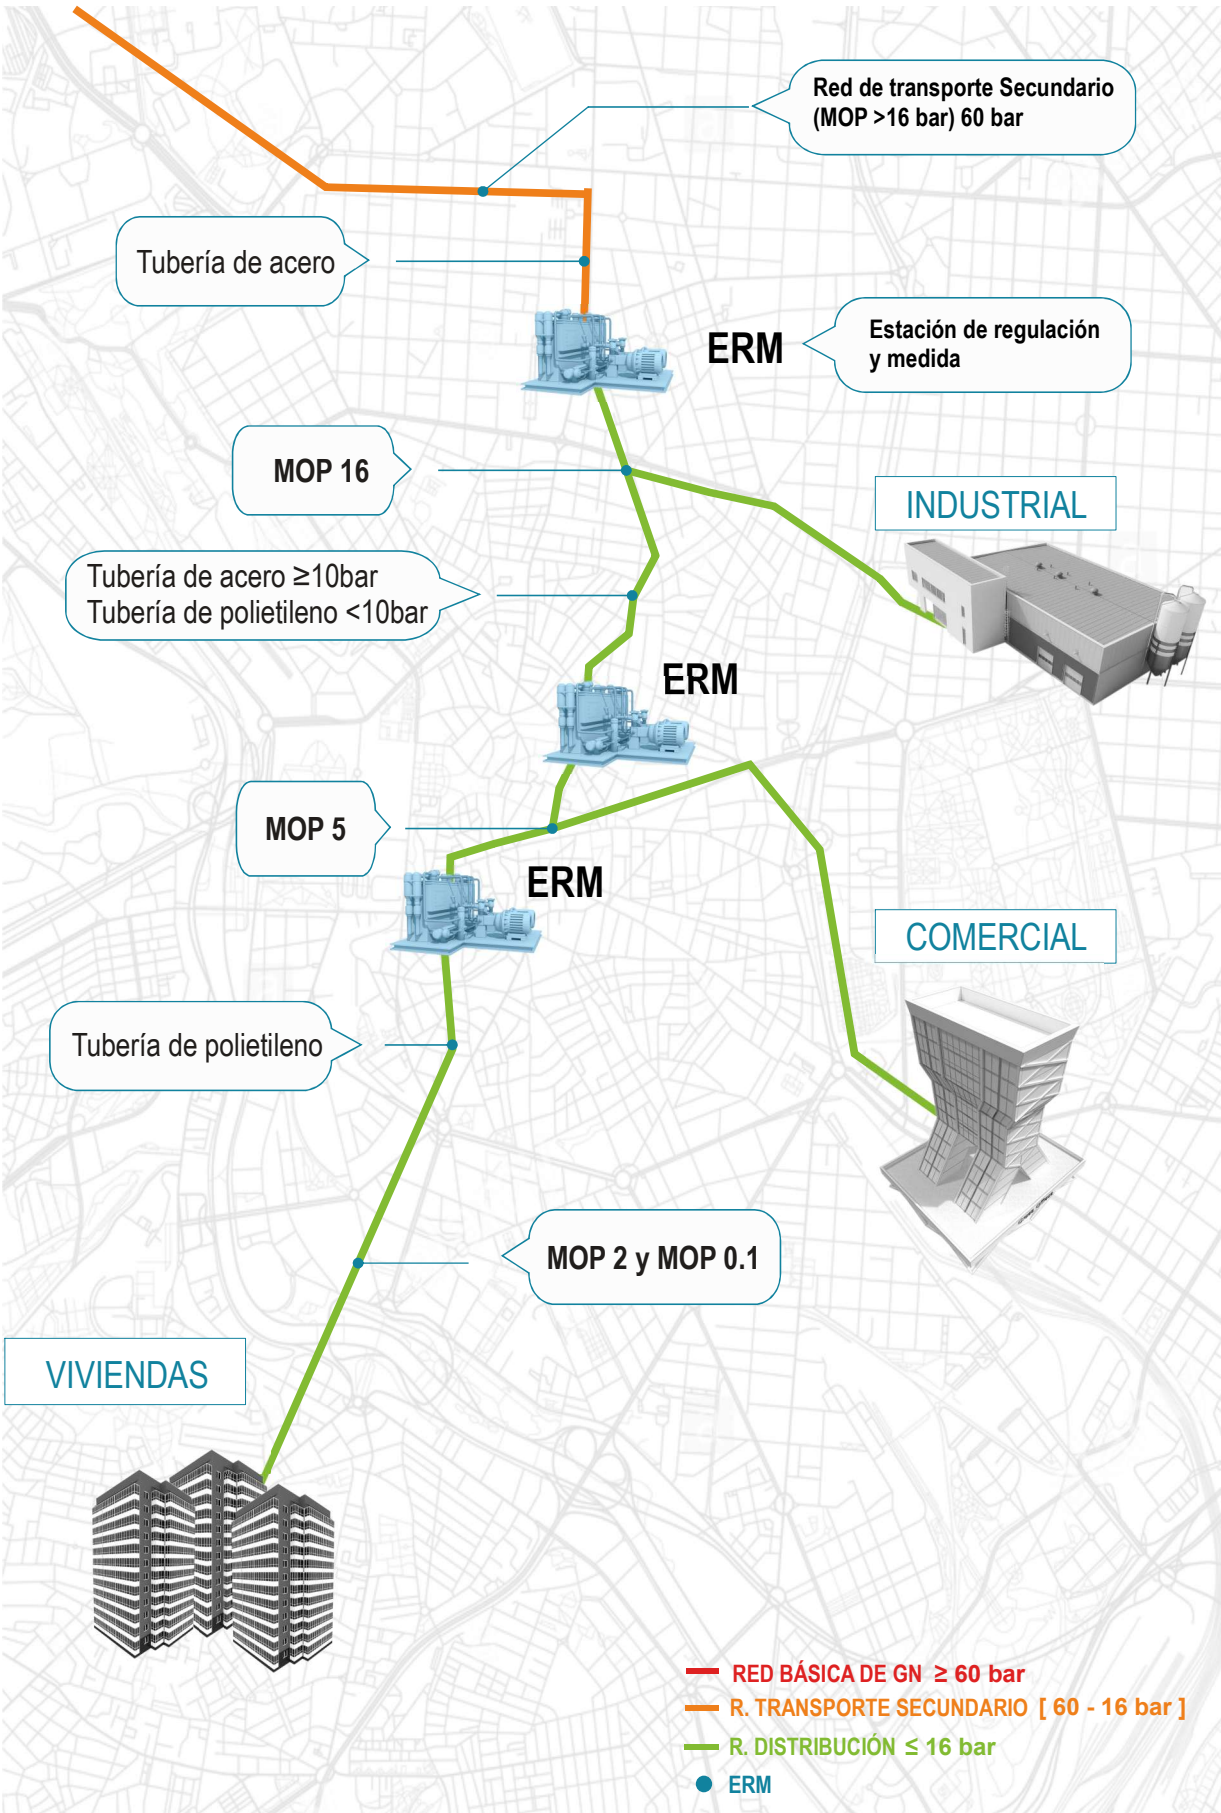 Red de transporte Secundario
(MOP >16 bar) 60 bar
Tubería de acero
ERM
Estación de regulación
y medida
MOP 16
INDUSTRIAL
Tubería de acero ≥10bar
Tubería de polietileno <10bar
ERM
MOP 5
ERM
COMERCIAL
Tubería de polietileno
MOP 2 y MOP 0.1
VIVIENDAS
RED BÁSICA DE GN ≥ 60 bar
R. TRANSPORTE SECUNDARIO [ 60 - 16 bar ]
R. DISTRIBUCIÓN ≤ 16 bar
ERM